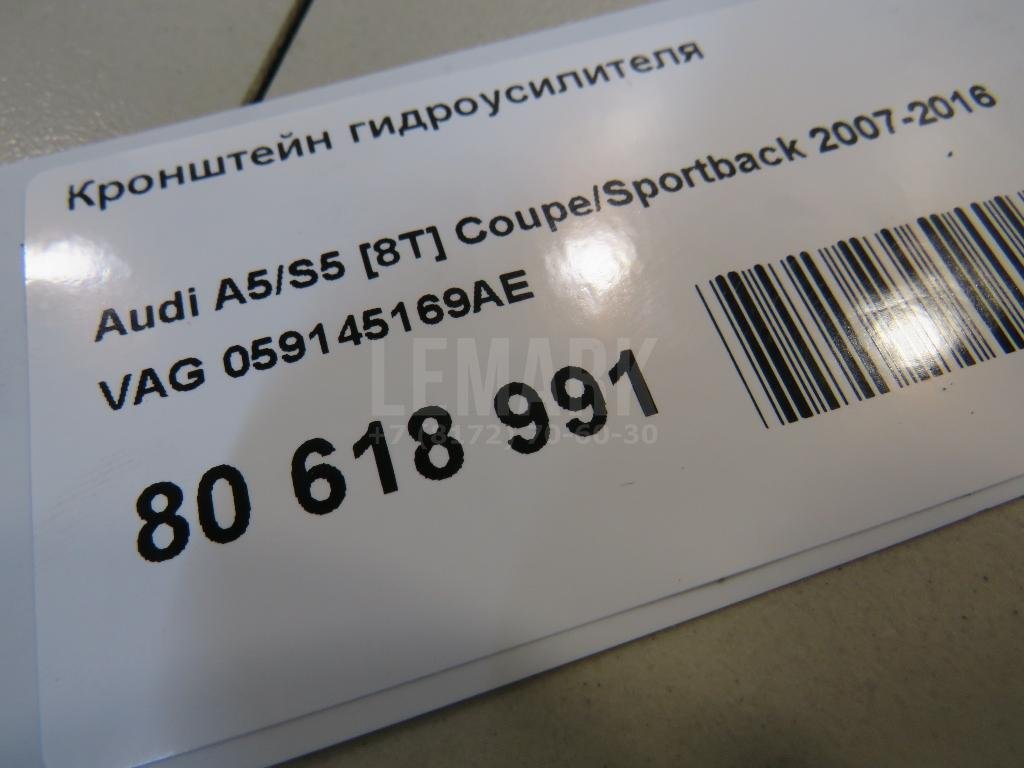 Кронштейн гидроусилителя
Audi A5/S5 [8T] Coupe/Sportback 2007-2016
VAG 059145169AE
80 618 991
LEMARK